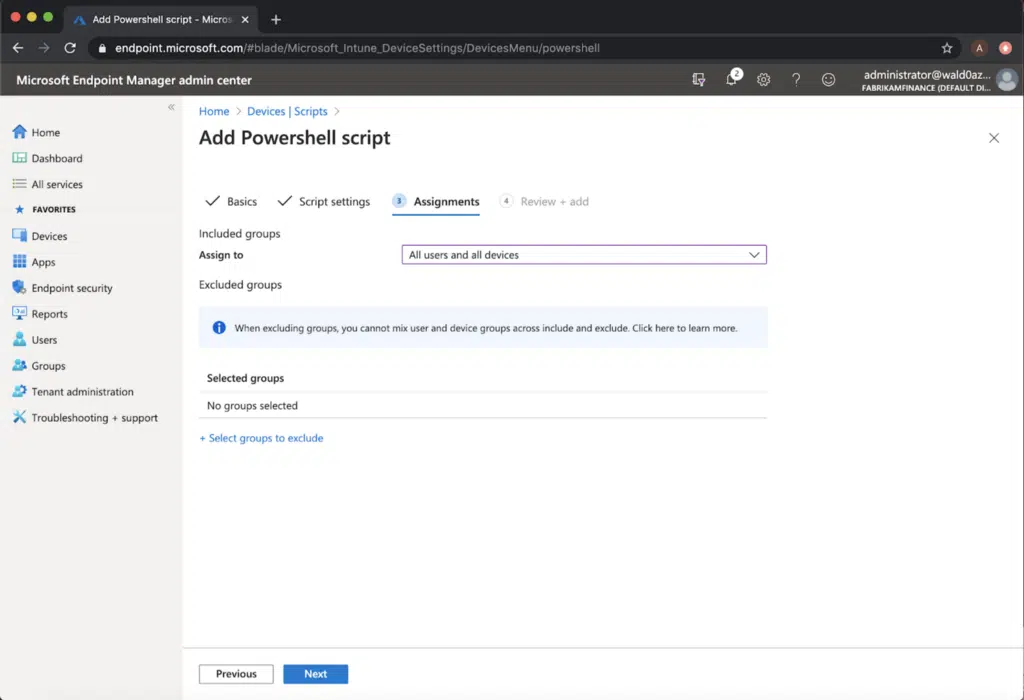 Add Powershell script - Micros
endpoint.microsoft.com/#blade/Microsoft_Intune_DeviceSettings/DevicesMenu/powershell
A
Microsoft Endpoint Manager admin center
2
administrator@wald0az...
FABRIKAMFINANCE (DEFAULT DI...
Home
Dashboard
All services
FAVORITES
Devices
Apps
Endpoint security
Reports
Users
Groups
Tenant administration
Troubleshooting + support
Home > Devices | Scripts >
Add Powershell script
Basics
Script settings
3 Assignments
4 Review + add
Included groups
Assign to
All users and all devices
Excluded groups
When excluding groups, you cannot mix user and device groups across include and exclude. Click here to learn more.
Selected groups
No groups selected
+ Select groups to exclude
Previous
Next